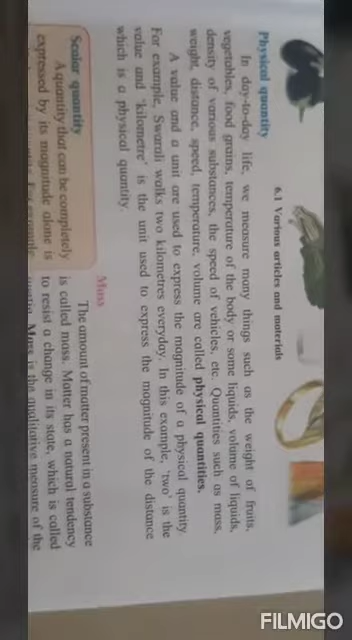 6.1 Various articles and materials
Physical quantity
In day-to-day life, we measure many things such as the weight of fruits,
vegetables, food grains, temperature of the body or some liquids, volume of liquids,
density of various substances, the speed of vehicles, etc. Quantities such as mass,
weight, distance, speed, temperature, volume are called physical quantities.
A value and a unit are used to express the magnitude of a physical quantity.
For example, Swarali walks two kilometres everyday. In this example, 'two' is the
value and 'kilometre' is the unit used to express the magnitude of the distance
which is a physical quantity.
Scalar quantity
A quantity that can be completely
expressed by its magnitude alone is
For example
Mass
The amount of matter present in a substance
is called mass. Matter has a natural tendency
to resist a change in its state, which is called
inertia. Mass is the qualitative measure of the
FILMIGO